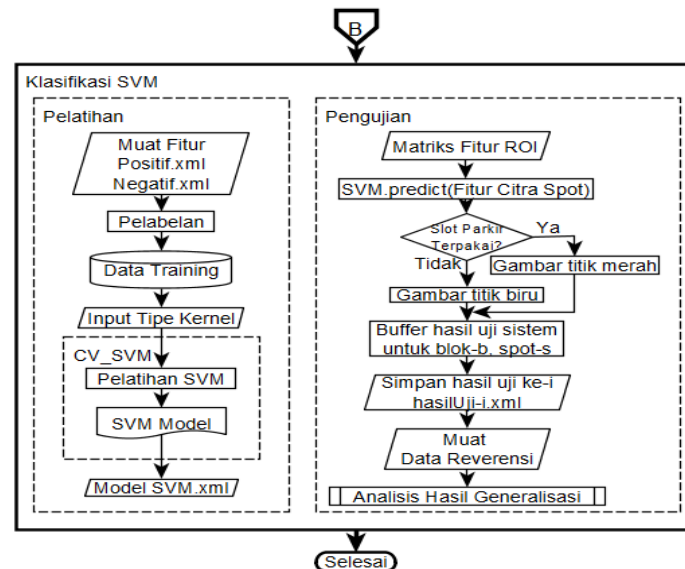 B
Klasifikasi SVM
Pelatihan
Muat Fitur
Positif.xml
Negatif.xml
Pelabelan
Data Training
Input Tipe Kernel
CV_SVM
Pelatihan SVM
SVM Model
Model SVM.xml
Pengujian
Matriks Fitur ROI
SVM.predict(Fitur Citra Spot)
Slot Parkir
Terpakai?
Ya
Tidak
Gambar titik merah
Gambar titik biru
Buffer hasil uji sistem
untuk blok-b, spot-s
Simpan hasil uji ke-i
hasilUji-i.xml
Muat
Data Reverensi
Analisis Hasil Generalisasi
Selesai